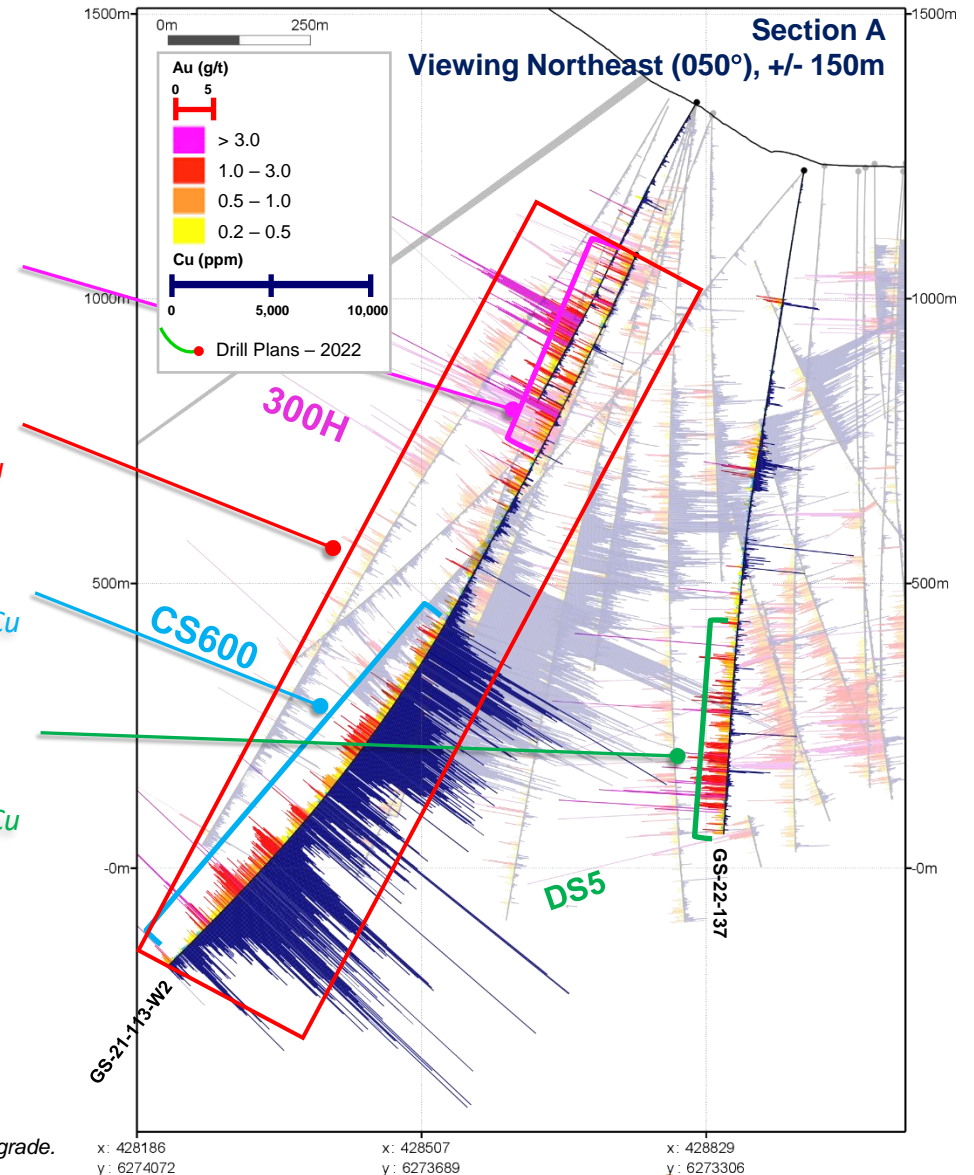 1500m
1500m
0m 250m
Section A
Viewing Northeast (050°), +/- 150m
Au (g/t)
0 5
> 3.0
1.0 – 3.0
0.5 – 1.0
0.2 – 0.5
Cu (ppm)
0 5,000 10,000
Drill Plans – 2022
1000m
1000m
300H
500m
500m
Cu
CS600
Cu
-0m
-0m
DS5
GS-22-137
GS-21-113-W2
grade.
x: 428186
y: 6274072
x: 428507
y: 6273689
x: 428829
y: 6273306